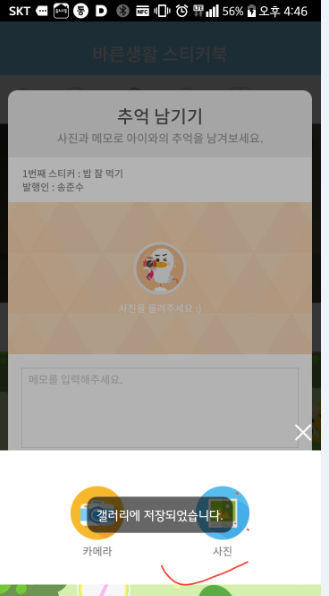 SKT
56%
오후 4:46
바른생활 스티커북
추억 남기기
사진과 메모로 아이와의 추억을 남겨보세요.
1번째 스티커 : 밥 잘 먹기
발행인 : 송준수
사진을 올려주세요 :)
메모를 입력해주세요.
갤러리에 저장되었습니다.
카메라
사진